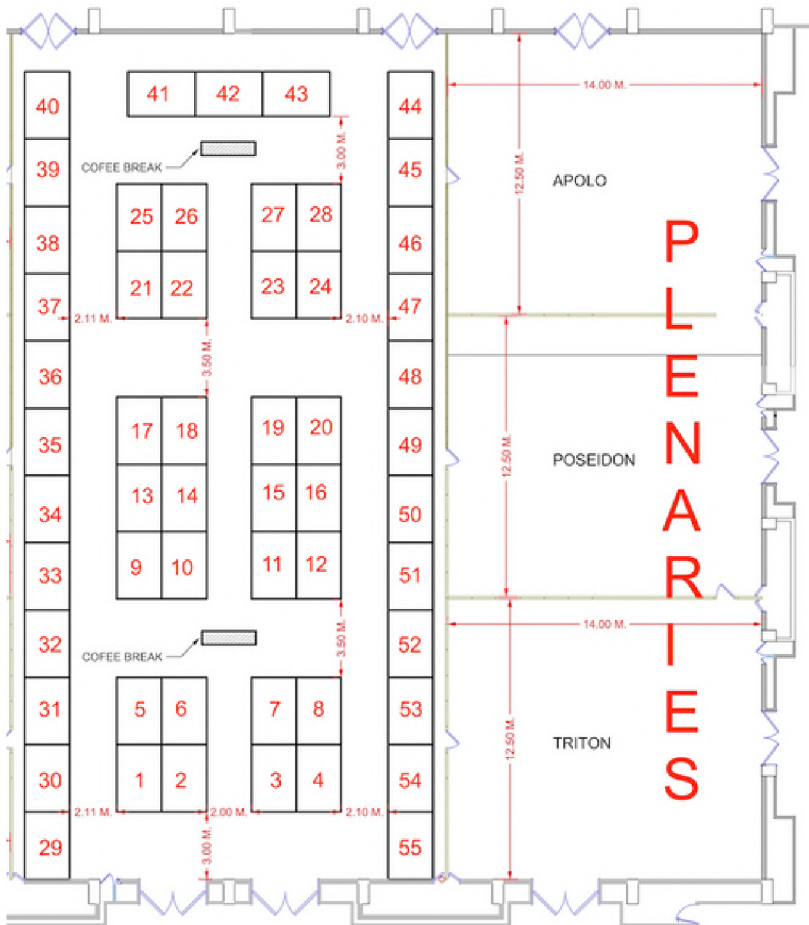 14.00 M.
40
41 42 43
44
3.00 M.
COFEE BREAK
39
45
12.50 M.
APOLO
25 26 27 28
38
46
21 22 23 24
37
47
2.11 M.
2.10 M.
3.50 M.
36
48
17 18 19 20
35
49
12.50 M.
POSEIDON
13 14 15 16
34
50
9 10 11 12
33
51
PLENARIES
14.00 M.
COFEE BREAK
3.50 M.
32
52
5 6 7 8
31
53
12.50 M.
TRITON
1 2 3 4
30
54
2.11 M.
2.00 M.
2.10 M.
3.00 M.
29
55